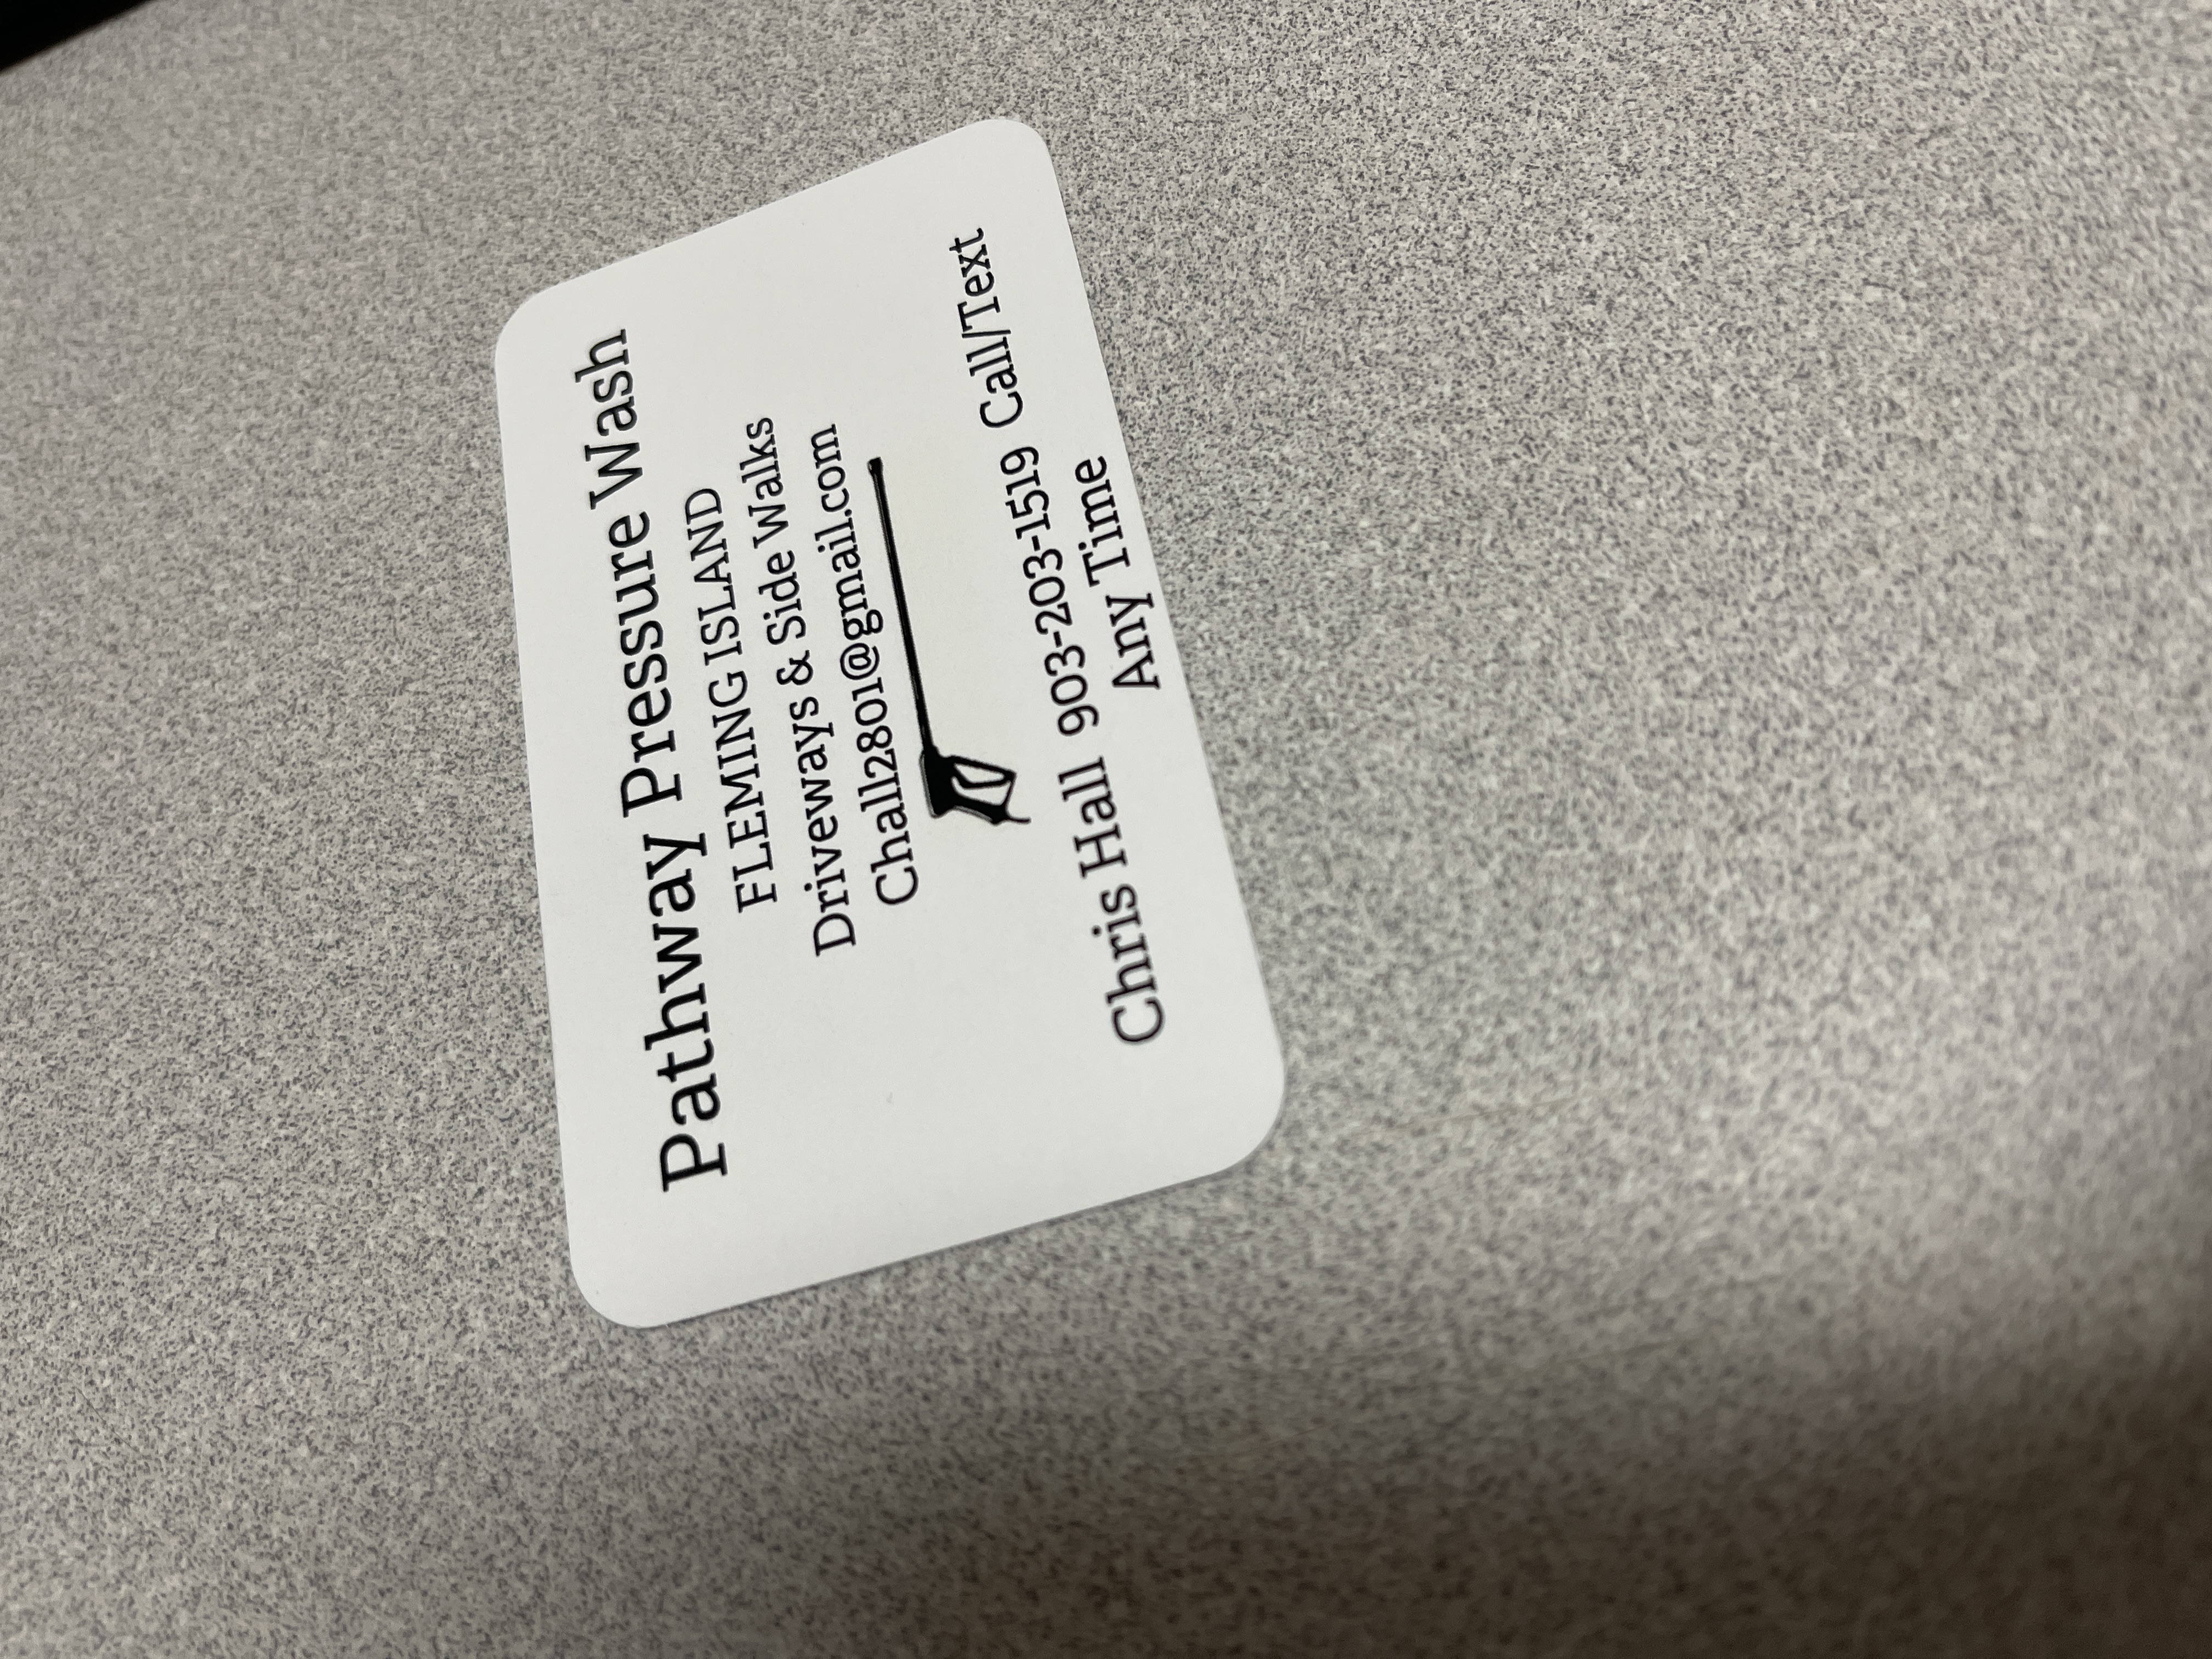 Pathway Pressure Wash
FLEMING ISLAND
Driveways & Side Walks
Chall2801@gmail.com
Chris Hall 903-203-1519 Call/Text
Any Time